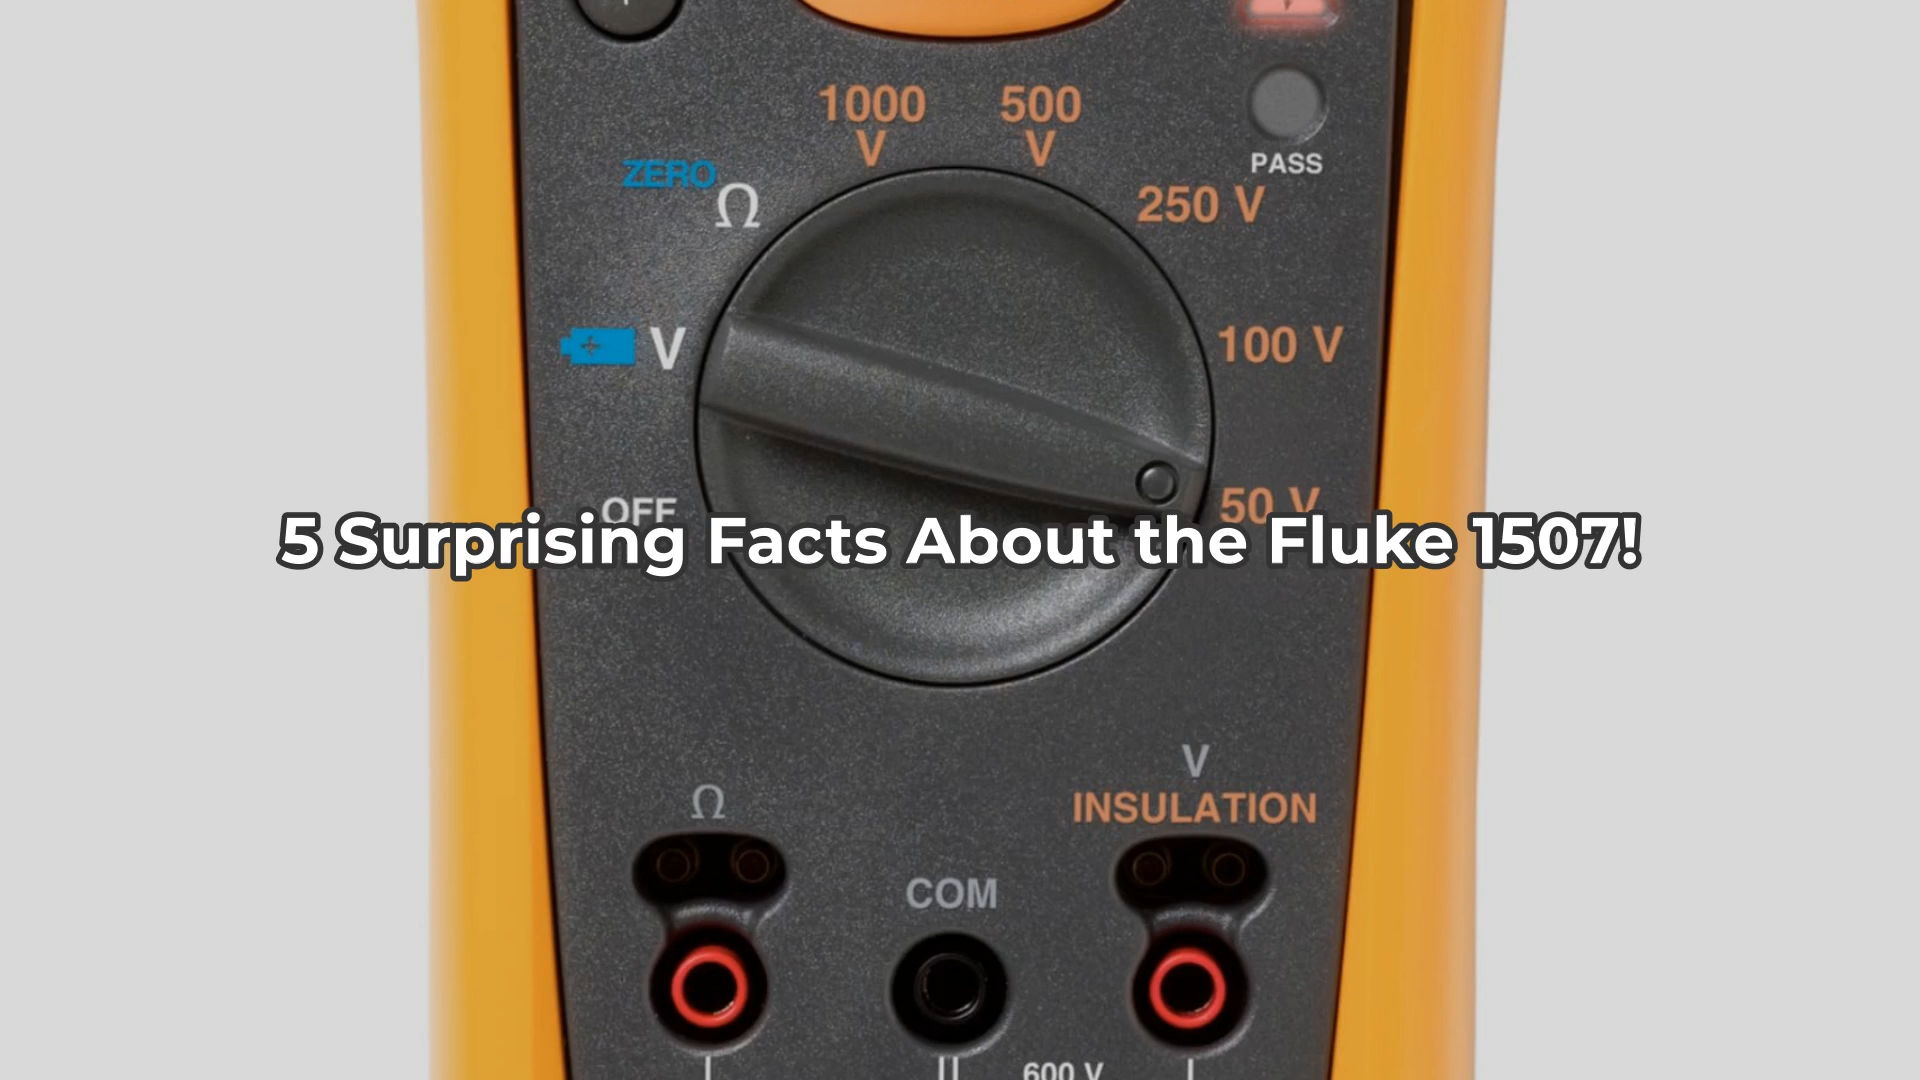 1000 V
500 V
PASS
ZERO
Ω
250 V
V
100 V
OFF
50 V
5 Surprising Facts About the Fluke 1507!
V
Ω
INSULATION
COM
600 V